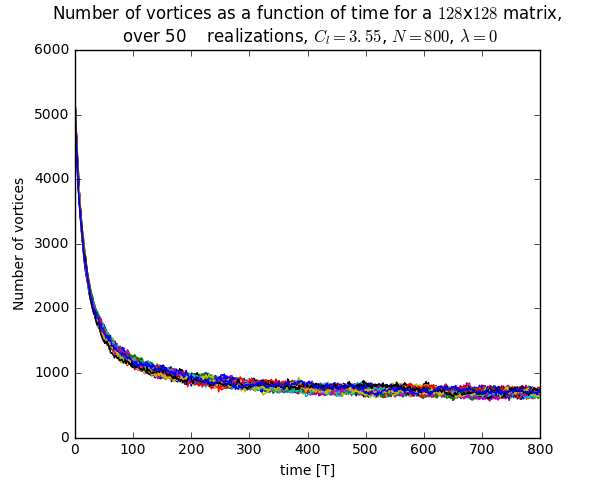 Number of vortices as a function of time for a 128x128 matrix,
over 50 realizations, C_l = 3.55, N = 800, λ = 0
6000
5000
4000
3000
2000
1000
0
Number of vortices
0 100 200 300 400 500 600 700 800
time [T]